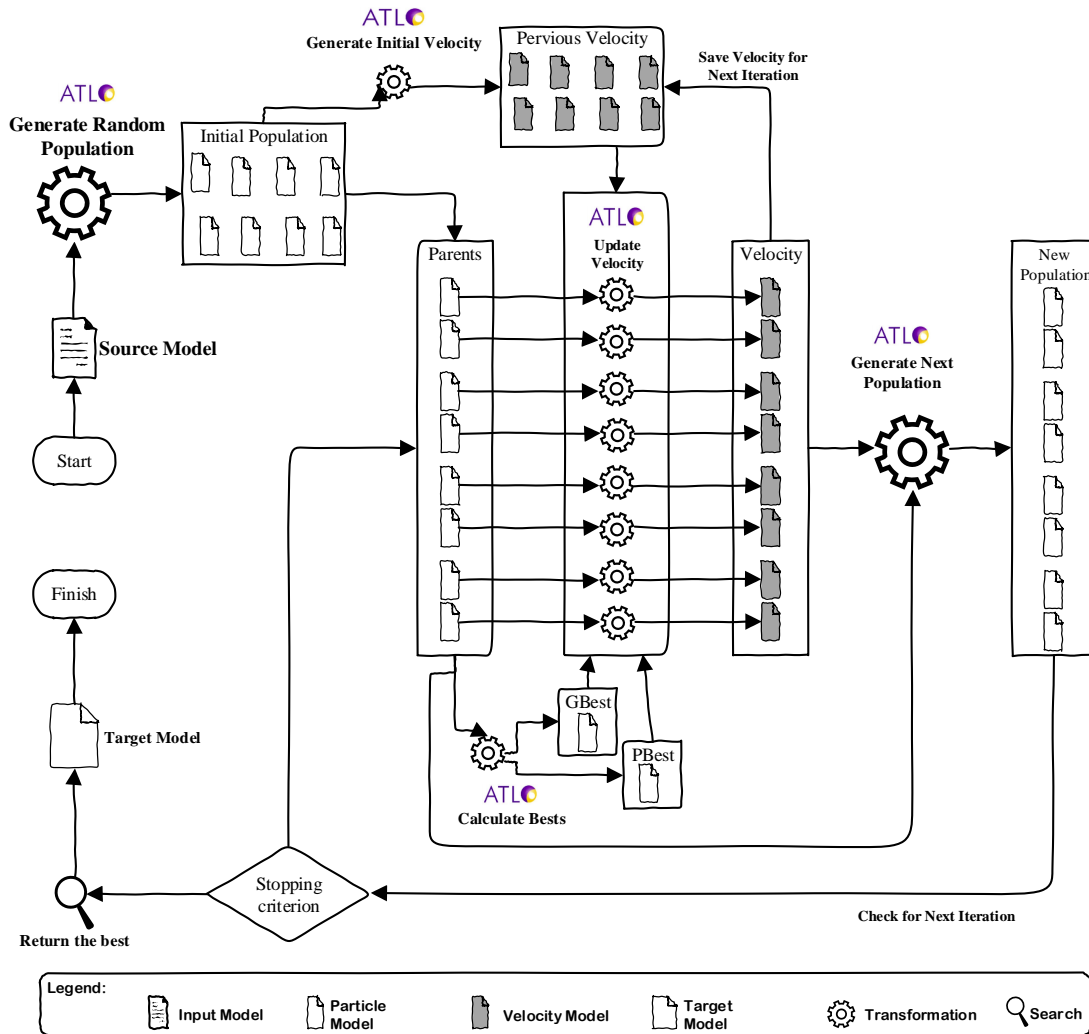 ATL
Generate Initial Velocity
Pervious Velocity
Save Velocity for
Next Iteration
ATL
Generate Random
Population
Initial Population
ATL
Update
Velocity
Parents
Velocity
New
Population
ATL
Generate Next
Population
Source Model
Start
Finish
Target Model
GBest
PBest
ATL
Calculate Bests
Stopping
criterion
Return the best
Check for Next Iteration
Legend:
Input Model
Particle
Model
Velocity Model
Target
Model
Transformation
Search